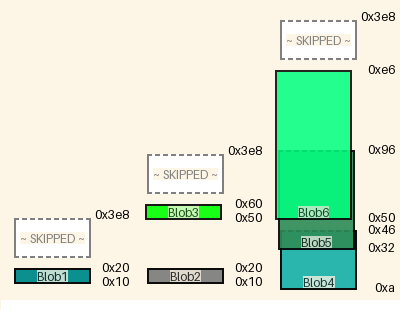 ~ SKIPPED ~
0x3e8
Blob1
0x20
0x10
~ SKIPPED ~
0x3e8
Blob3
0x60
0x50
Blob2
0x20
0x10
~ SKIPPED ~
0x3e8
0xe6
0x96
Blob6
0x50
0x46
Blob5
0x32
Blob4
0xa